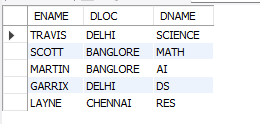 ENAME DLOC DNAME
TRAVIS DELHI SCIENCE
SCOTT BANGLORE MATH
MARTIN BANGLORE AI
GARRIX DELHI DS
LAYNE CHENNAI RES